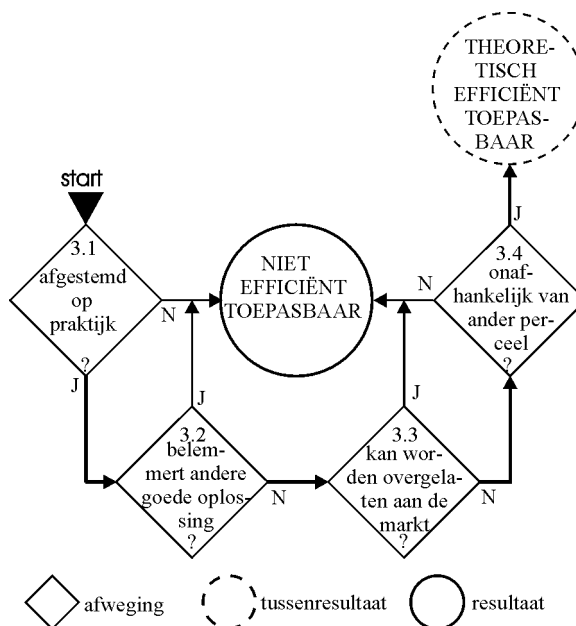 THEORE-
TISCH
EFFICIËNT
TOEPAS-
BAAR
start
3.1
afgestemd
op
praktijk
?
N
J
NIET
EFFICIËNT
TOEPASBAAR
3.4
onaf-
hankelijk van
ander per-
ceel
?
N
J
3.2
belem-
mert andere
goede oplos-
sing
?
J
N
3.3
kan wor-
den overgela-
ten aan de
markt
?
J
N
afweging
tussenresultaat
resultaat